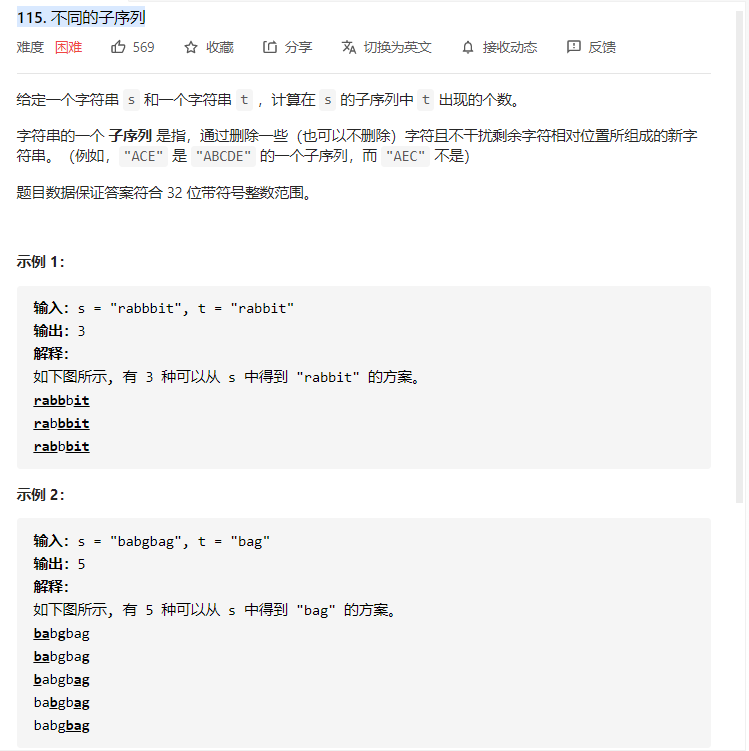 115. 不同的子序列
难度 困难 569 收藏 分享 切换为英文 接收动态 反馈
给定一个字符串 s 和一个字符串 t ，计算在 s 的子序列中 t 出现的个数。
字符串的一个 子序列 是指，通过删除一些（也可以不删除）字符且不干扰剩余字符相对位置所组成的新字
符串。（例如，"ACE" 是 "ABCDE" 的一个子序列，而 "AEC" 不是）
题目数据保证答案符合 32 位带符号整数范围。
示例 1：
输入：s = "rabbbit", t = "rabbit"
输出：3
解释：
如下图所示, 有 3 种可以从 s 中得到 "rabbit" 的方案。
rabbbit
rabbbit
rabbbit
示例 2：
输入：s = "babgbag", t = "bag"
输出：5
解释：
如下图所示, 有 5 种可以从 s 中得到 "bag" 的方案。
babgbag
babgbag
babgbag
babgbag
babgbag